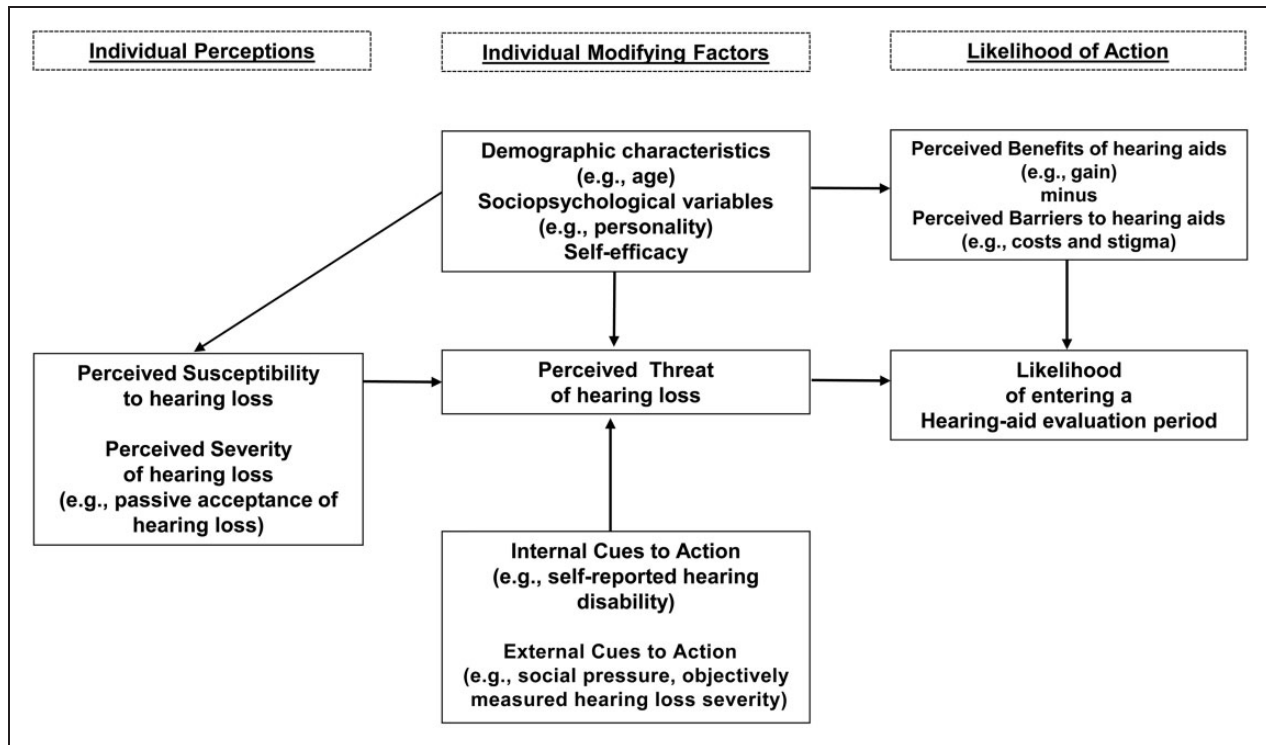 Individual Perceptions
Individual Modifying Factors
Likelihood of Action
Demographic characteristics
(e.g., age)
Sociopsychological variables
(e.g., personality)
Self-efficacy
Perceived Benefits of hearing aids
(e.g., gain)
minus
Perceived Barriers to hearing aids
(e.g., costs and stigma)
Perceived Susceptibility
to hearing loss
Perceived Severity
of hearing loss
(e.g., passive acceptance of
hearing loss)
Perceived Threat
of hearing loss
Likelihood
of entering a
Hearing-aid evaluation period
Internal Cues to Action
(e.g., self-reported hearing
disability)
External Cues to Action
(e.g., social pressure, objectively
measured hearing loss severity)